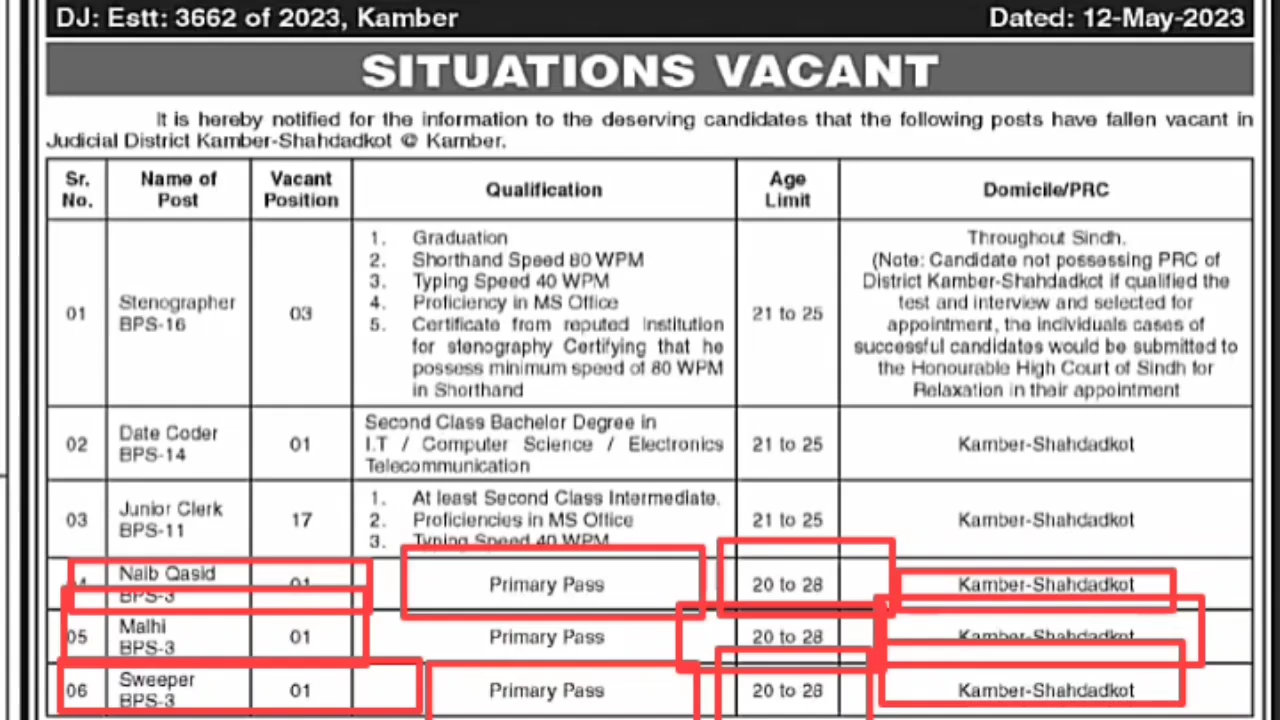 DJ: Estt: 3662 of 2023, Kamber Dated: 12-May-2023
SITUATIONS VACANT
It is hereby notified for the information to the deserving candidates that the following posts have fallen vacant in
Judicial District Kamber-Shahdadkot @ Kamber.
Sr. No. Name of Post Vacant Position Qualification Age Limit Domicile/PRC
01
Stenographer
BPS-16
03
1. Graduation
2. Shorthand Speed 80 WPM
3. Typing Speed 40 WPM
4. Proficiency in MS Office
5. Certificate from reputed institution
for stenography Certifying that he
possess minimum speed of 80 WPM
in Shorthand
21 to 25
Throughout Sindh.
(Note: Candidate not possessing PRC of
District Kamber-Shahdadkot if qualified the
test and interview and selected for
appointment, the individuals cases of
successful candidates would be submitted to
the Honourable High Court of Sindh for
Relaxation in their appointment
02
Date Coder
BPS-14
01
Second Class Bachelor Degree in
I.T / Computer Science / Electronics
Telecommunication
21 to 25
Kamber-Shahdadkot
03
Junior Clerk
BPS-11
17
1. At least Second Class Intermediate.
2. Proficiencies in MS Office
3. Typing Speed 40 WPM
21 to 25
Kamber-Shahdadkot
Naib Qasid
BPS-3
01
Primary Pass
20 to 28
Kamber-Shahdadkot
05
Malhi
BPS-3
01
Primary Pass
20 to 28
Kamber-Shahdadkot
06
Sweeper
BPS-3
01
Primary Pass
20 to 28
Kamber-Shahdadkot